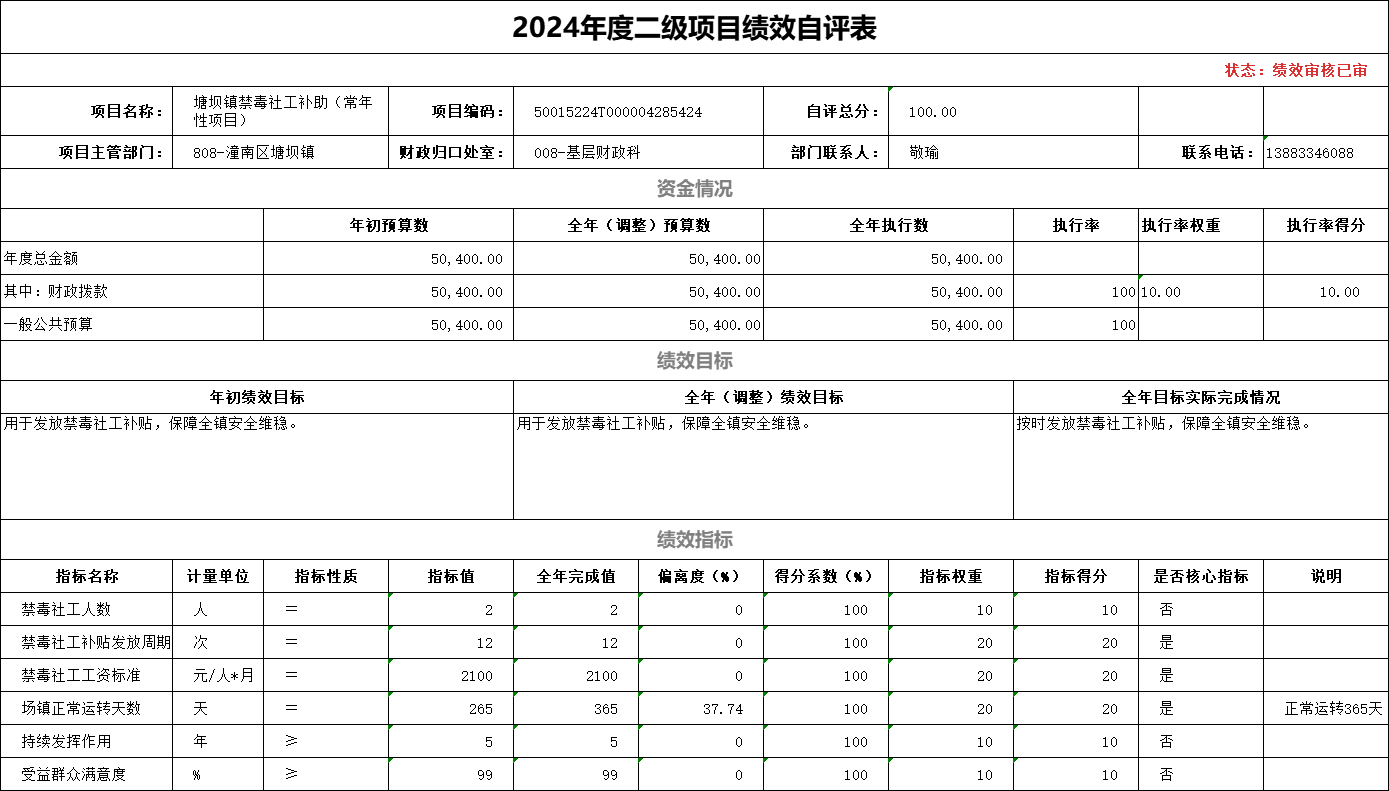 2024年度二级项目绩效自评表
状态：绩效审核已审
项目名称： 塘坝镇禁毒社工补助（常年性项目） 项目编码： 50015224T000004285424 自评总分： 100.00
项目主管部门： 808-潼南区塘坝镇 财政归口处室： 008-基层财政科 部门联系人： 敬瑜 联系电话： 13883346088
资金情况
年初预算数 全年（调整）预算数 全年执行数 执行率 执行率权重 执行率得分
年度总金额 50,400.00 50,400.00 50,400.00
其中：财政拨款 50,400.00 50,400.00 50,400.00 100 10.00 10.00
一般公共预算 50,400.00 50,400.00 50,400.00 100
绩效目标
年初绩效目标 全年（调整）绩效目标 全年目标实际完成情况
用于发放禁毒社工补贴，保障全镇安全维稳。 用于发放禁毒社工补贴，保障全镇安全维稳。 按时发放禁毒社工补贴，保障全镇安全维稳。
绩效指标
指标名称 计量单位 指标性质 指标值 全年完成值 偏离度（%） 得分系数（%） 指标权重 指标得分 是否核心指标 说明
禁毒社工人数 人 ＝ 2 2 0 100 10 10 否
禁毒社工补贴发放周期 次 ＝ 12 12 0 100 20 20 是
禁毒社工工资标准 元/人*月 ＝ 2100 2100 0 100 20 20 是
场镇正常运转天数 天 ＝ 265 365 37.74 100 20 20 是 正常运转365天
持续发挥作用 年 ≥ 5 5 0 100 10 10 否
受益群众满意度 % ≥ 99 99 0 100 10 10 否